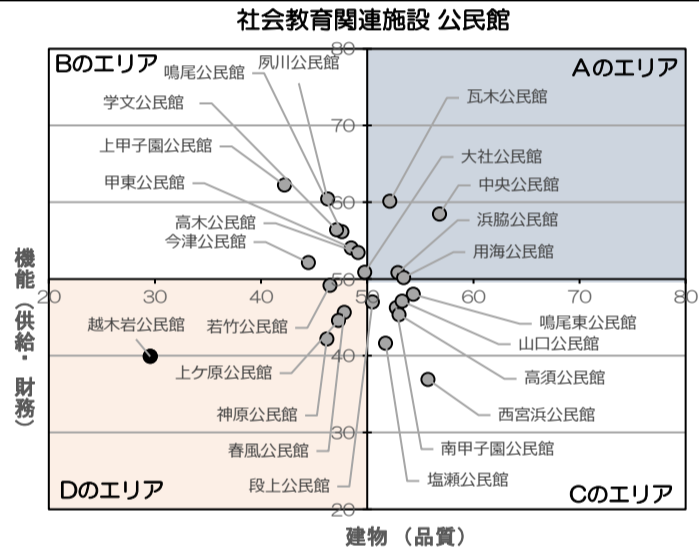 社会教育関連施設 公民館
80
Bのエリア
夙川公民館
Aのエリア
鳴尾公民館
瓦木公民館
学文公民館
70
上甲子園公民館
大社公民館
甲東公民館
中央公民館
60
高木公民館
浜脇公民館
今津公民館
用海公民館
50
20
30
40
60
70
80
機能(供給・財務)
越木岩公民館
若竹公民館
鳴尾東公民館
山口公民館
40
上ケ原公民館
高須公民館
神原公民館
西宮浜公民館
30
春風公民館
南甲子園公民館
段上公民館
塩瀬公民館
Dのエリア
Cのエリア
20
建物 (品質)